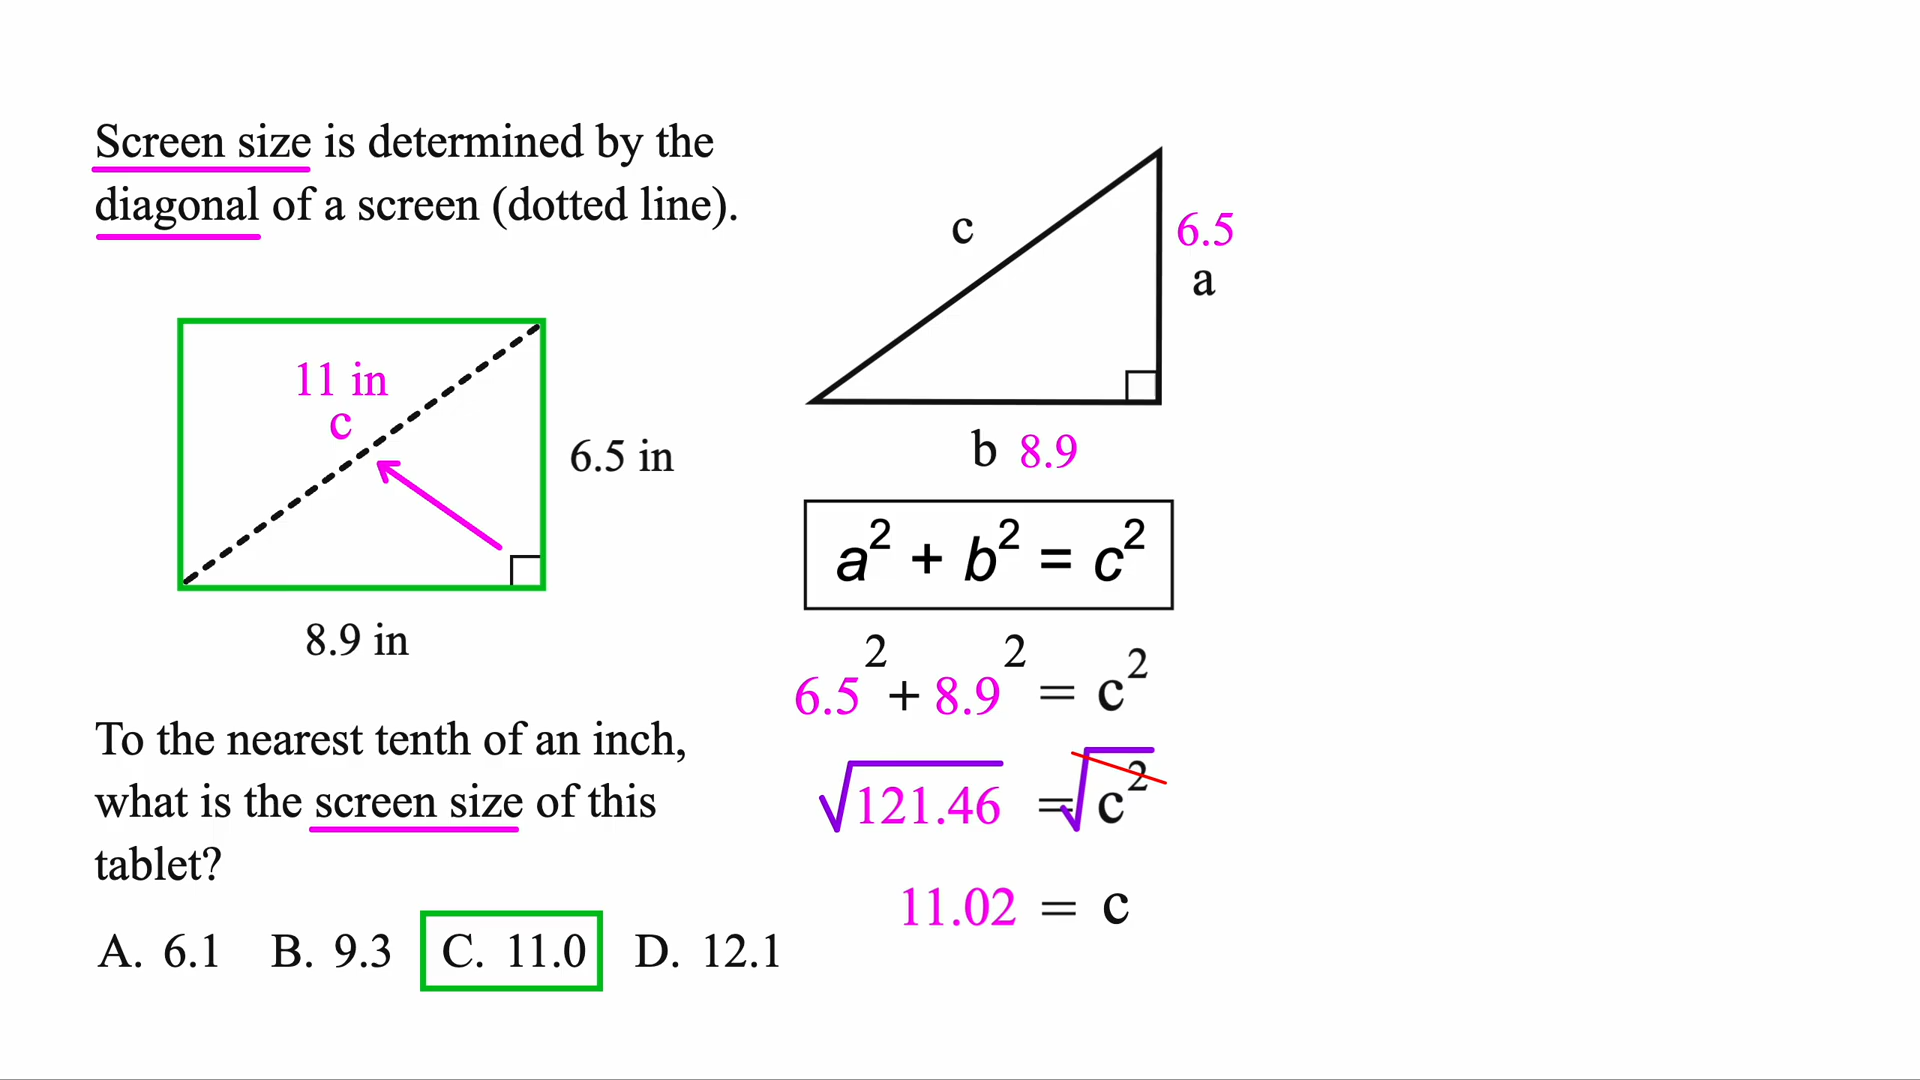 Screen size is determined by the
diagonal of a screen (dotted line).
11 in
c
6.5 in
8.9 in
To the nearest tenth of an inch,
what is the screen size of this
tablet?
A. 6.1 B. 9.3 C. 11.0 D. 12.1
c
6.5
a
b 8.9
a² + b² = c²
6.5² + 8.9² = c²
√121.46 = √c²
11.02 = c